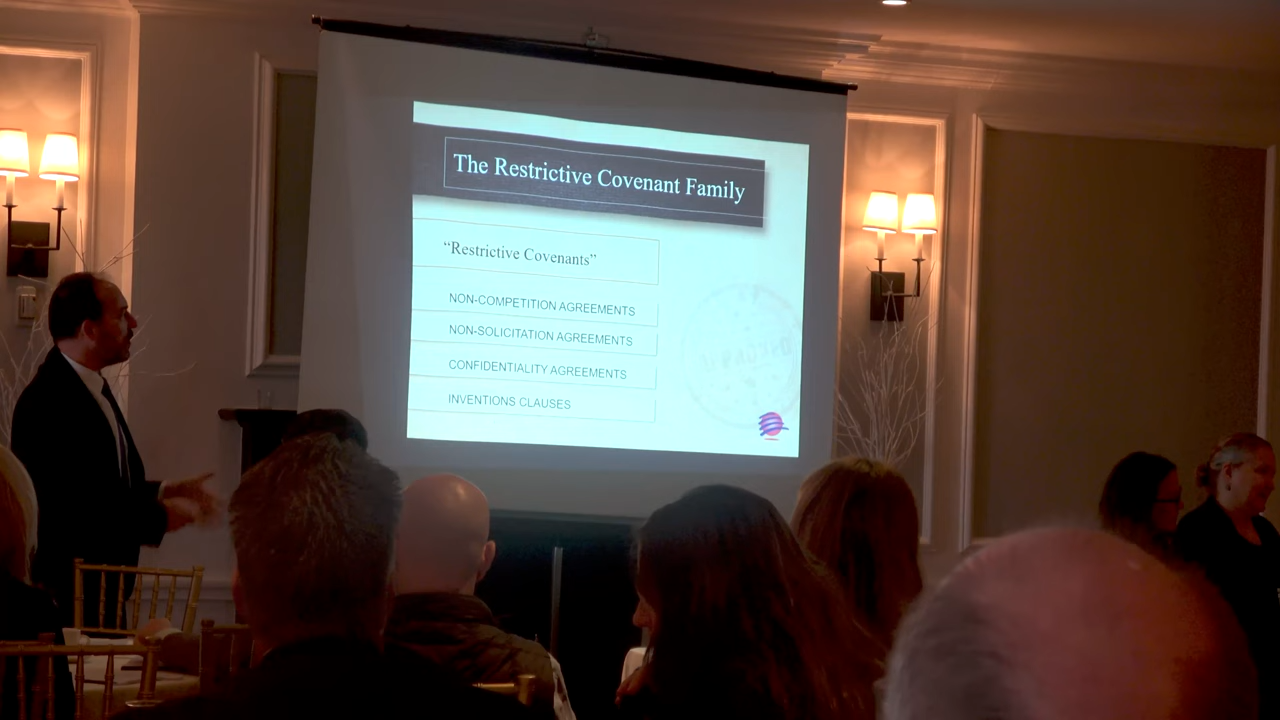 The Restrictive Covenant Family
“Restrictive Covenants”
NON-COMPETITION AGREEMENTS
NON-SOLICITATION AGREEMENTS
CONFIDENTIALITY AGREEMENTS
INVENTIONS CLAUSES